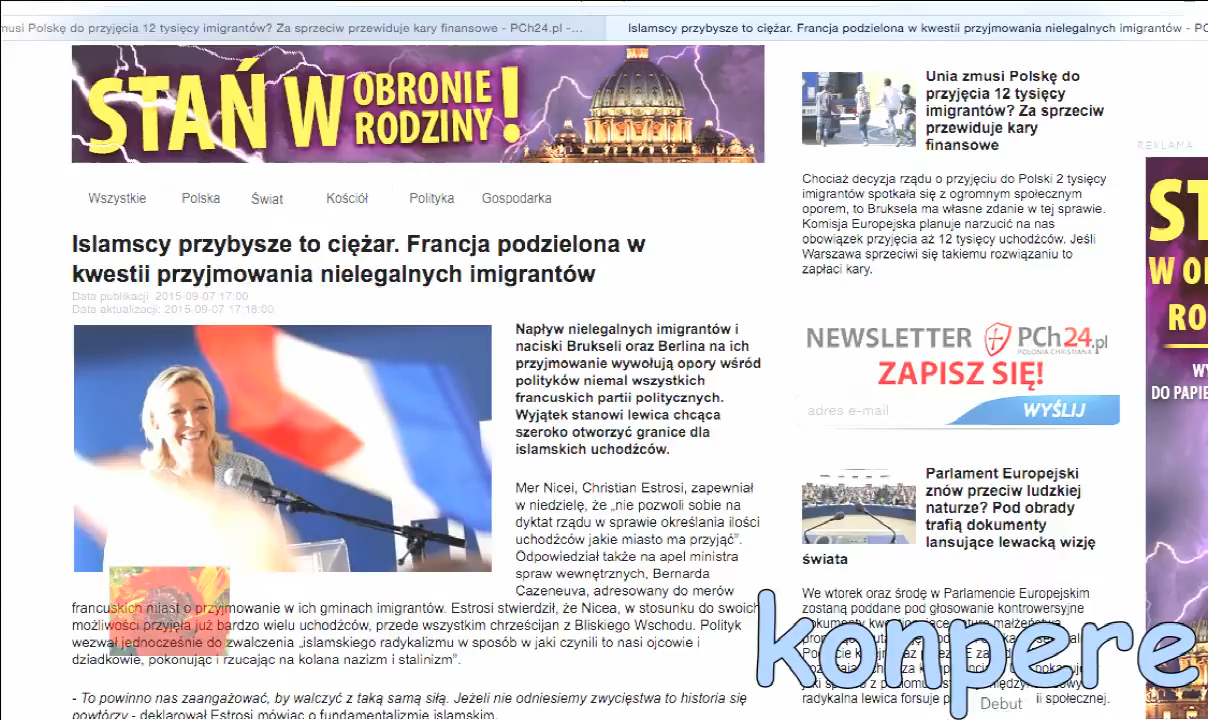 musi Polskę do przyjęcia 12 tysięcy imigrantów? Za sprzeciw przewiduje kary finansowe - PCh24.pl -...
Islamscy przybysze to ciężar. Francja podzielona w kwestii przyjmowania nielegalnych imigrantów - PC
STAŃ W OBRONIE RODZINY!
Wszystkie Polska Świat Kościół Polityka Gospodarka
Islamscy przybysze to ciężar. Francja podzielona w
kwestii przyjmowania nielegalnych imigrantów
Data publikacji: 2015-09-07 17:00
Data aktualizacji: 2015-09-07 17:18:00
Napływ nielegalnych imigrantów i
naciski Brukseli oraz Berlina na ich
przyjmowanie wywołują opory wśród
polityków niemal wszystkich
francuskich partii politycznych.
Wyjątek stanowi lewica chcąca
szeroko otworzyć granice dla
islamskich uchodźców.
Mer Nicei, Christian Estrosi, zapewniał
w niedzielę, że „nie pozwoli sobie na
dyktat rządu w sprawie określania ilości
uchodźców jakie miasto ma przyjąć”.
Odpowiedział także na apel ministra
spraw wewnętrznych, Bernarda
Cazeneuva, adresowany do merów
francuskich miast o przyjmowanie w ich gminach imigrantów. Estrosi stwierdził, że Nicea, w stosunku do swoich
możliwości przyjęła już bardzo wielu uchodźców, przede wszystkim chrześcijan z Bliskiego Wschodu. Polityk
wezwał jednocześnie do zwalczenia „islamskiego radykalizmu w sposób w jaki czynili to nasi ojcowie i
dziadkowie, pokonując i rzucając na kolana nazizm i stalinizm”.
- To powinno nas zaangażować, by walczyć z taką samą siłą. Jeżeli nie odniesiemy zwycięstwa to historia się
powtórzy - deklarował Estrosi mówiąc o fundamentalizmie islamskim.
Unia zmusi Polskę do
przyjęcia 12 tysięcy
imigrantów? Za sprzeciw
przewiduje kary
finansowe
Chociaż decyzja rządu o przyjęciu do Polski 2 tysięcy
imigrantów spotkała się z ogromnym społecznym
oporem, to Bruksela ma własne zdanie w tej sprawie.
Komisja Europejska planuje narzucić na nas
obowiązek przyjęcia aż 12 tysięcy uchodźców. Jeśli
Warszawa sprzeciwi się takiemu rozwiązaniu to
zapłaci kary.
NEWSLETTER PCh24.pl
POLONIA CHRISTIANA
ZAPISZ SIĘ!
adres e-mail WYŚLIJ
Parlament Europejski
znów przeciw ludzkiej
naturze? Pod obrady
trafią dokumenty
lansujące lewacką wizję
świata
We wtorek oraz środę w Parlamencie Europejskim
zostaną poddane pod głosowanie kontrowersyjne
radykalna lewica forsuje
społecznej.
REKLAMA
ST
W O
RO
W
DO PAPIE
konpere
Debut